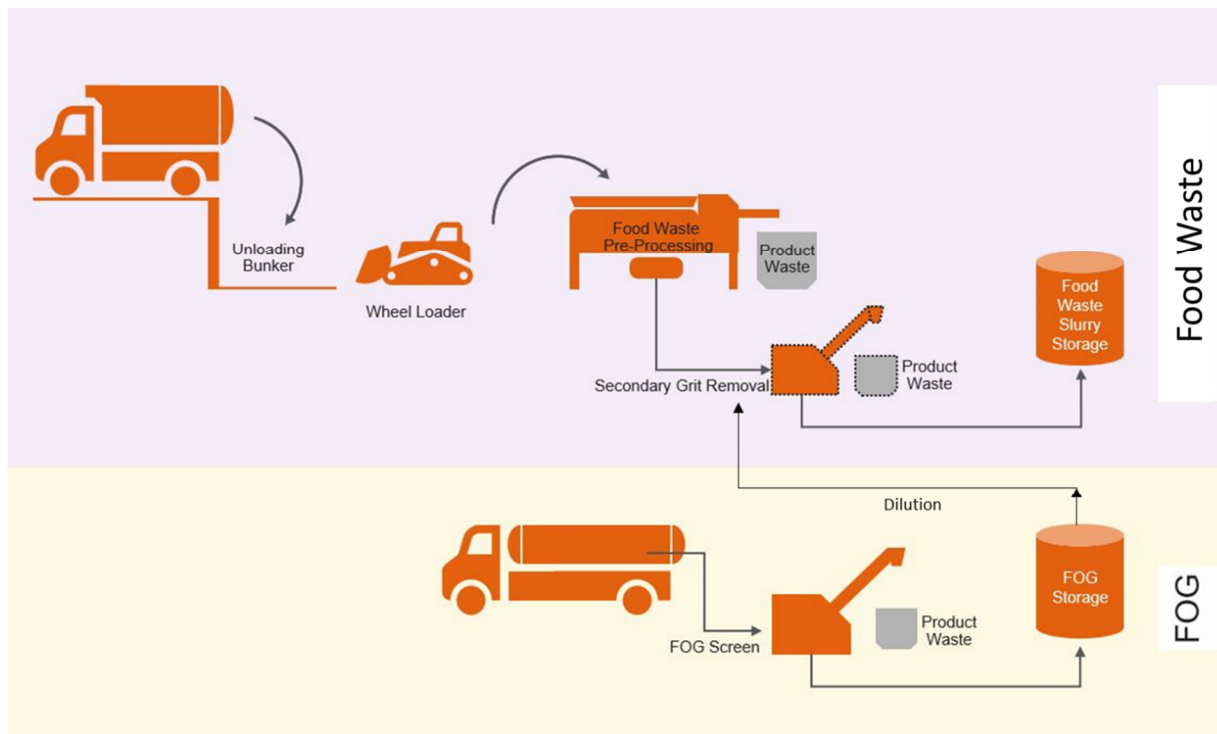 Unloading
Bunker
Wheel Loader
Food Waste
Pre-Processing
Product
Waste
Secondary Grit Removal
Product
Waste
Food
Waste
Slurry
Storage
Food Waste
Dilution
FOG Screen
Product
Waste
FOG
Storage
FOG